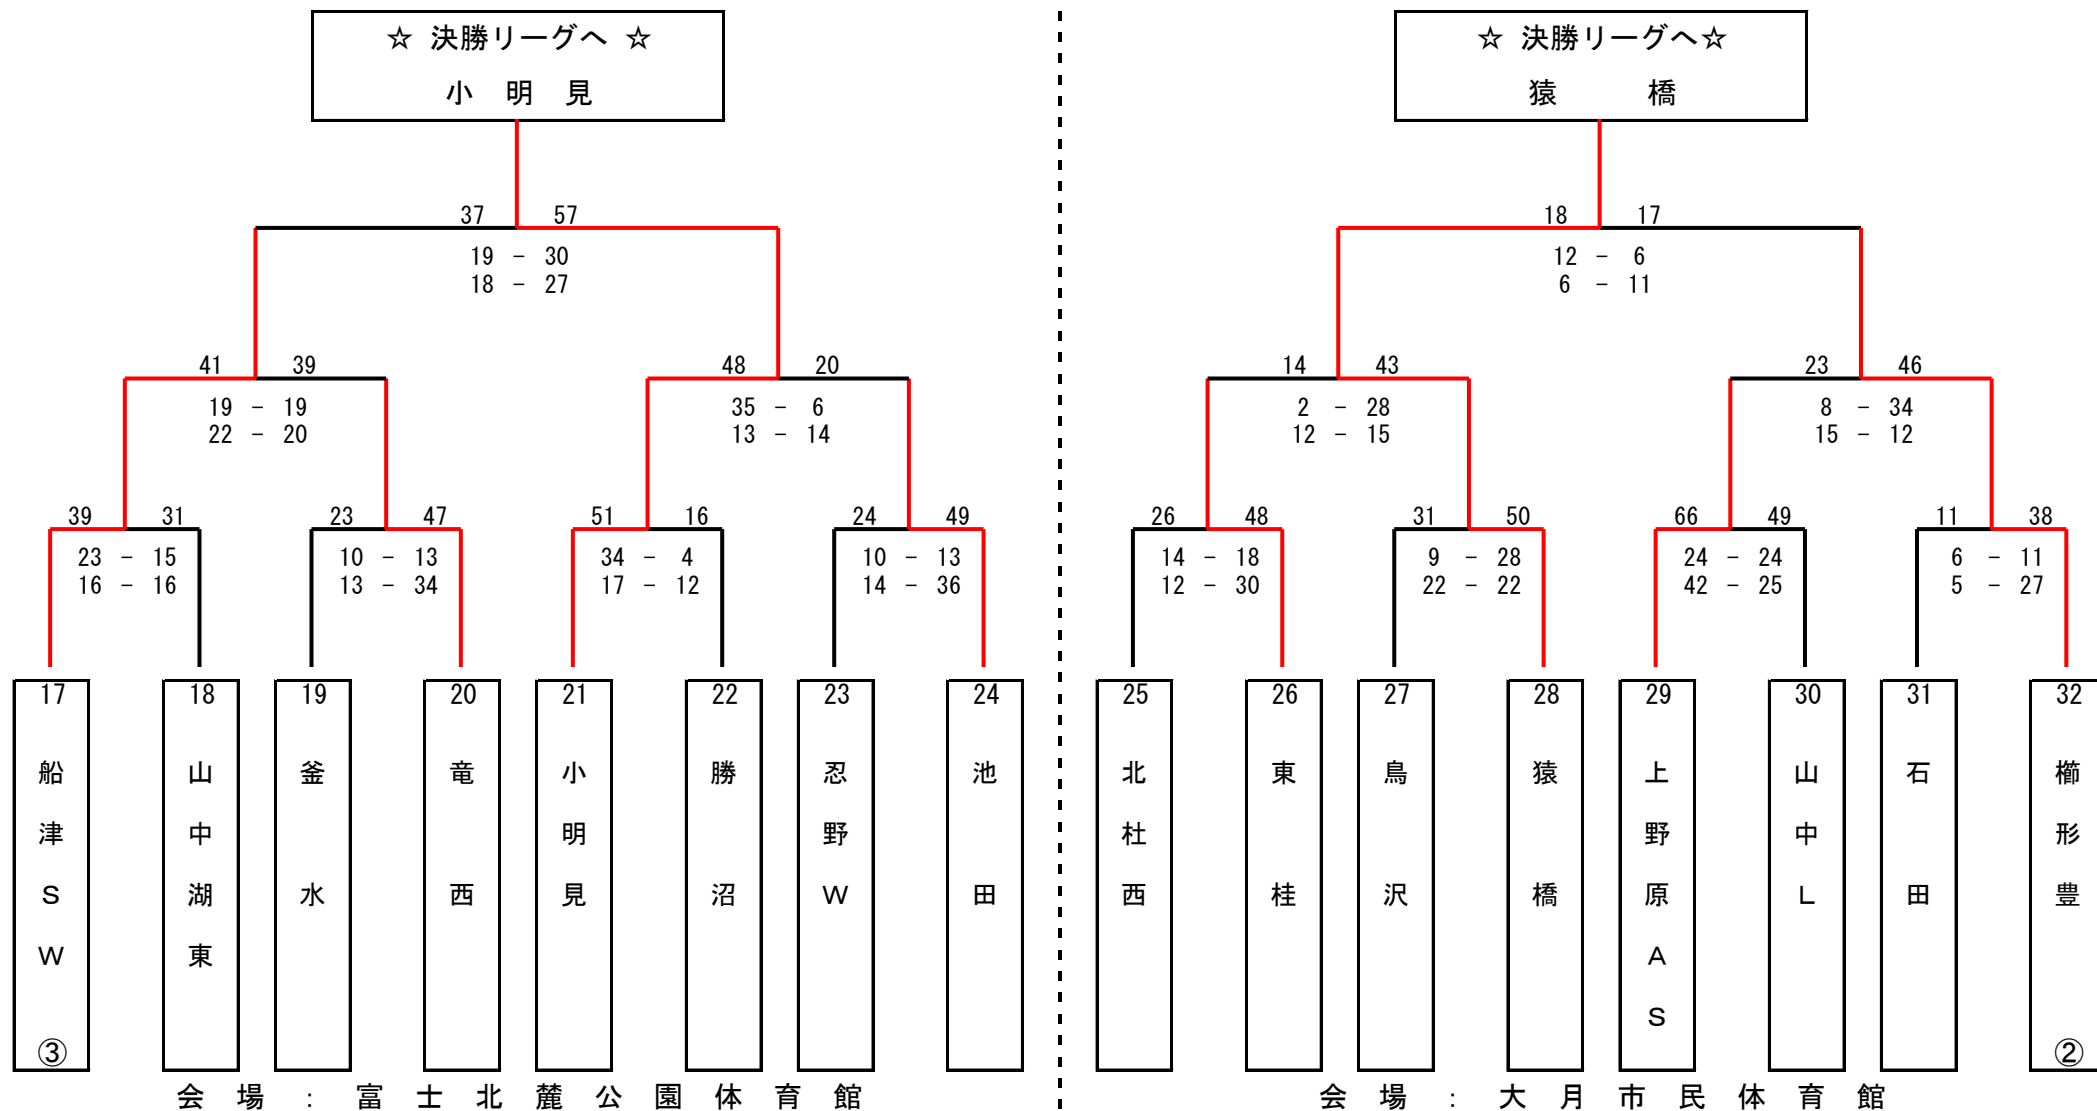 ☆ 決勝リーグへ ☆
小 明 見
37 57
19 - 30
18 - 27
41 39
19 - 19
22 - 20
48 20
35 - 6
13 - 14
39 31
23 - 15
16 - 16
23 47
10 - 13
13 - 34
51 16
34 - 4
17 - 12
24 49
10 - 13
14 - 36
17 船津SW ③
18 山中湖東
19 釜水
20 竜西
21 小明見
22 勝沼
23 忍野W
24 池田
会 場 : 富 士 北 麓 公 園 体 育 館
☆ 決勝リーグへ☆
猿 橋
18 17
12 - 6
6 - 11
14 43
2 - 28
12 - 15
23 46
8 - 34
15 - 12
26 48
14 - 18
12 - 30
31 50
9 - 28
22 - 22
66 49
24 - 24
42 - 25
11 38
6 - 11
5 - 27
25 北杜西
26 東桂
27 鳥沢
28 猿橋
29 上野原AS
30 山中L
31 石田
32 櫛形豊 ②
会 場 : 大 月 市 民 体 育 館